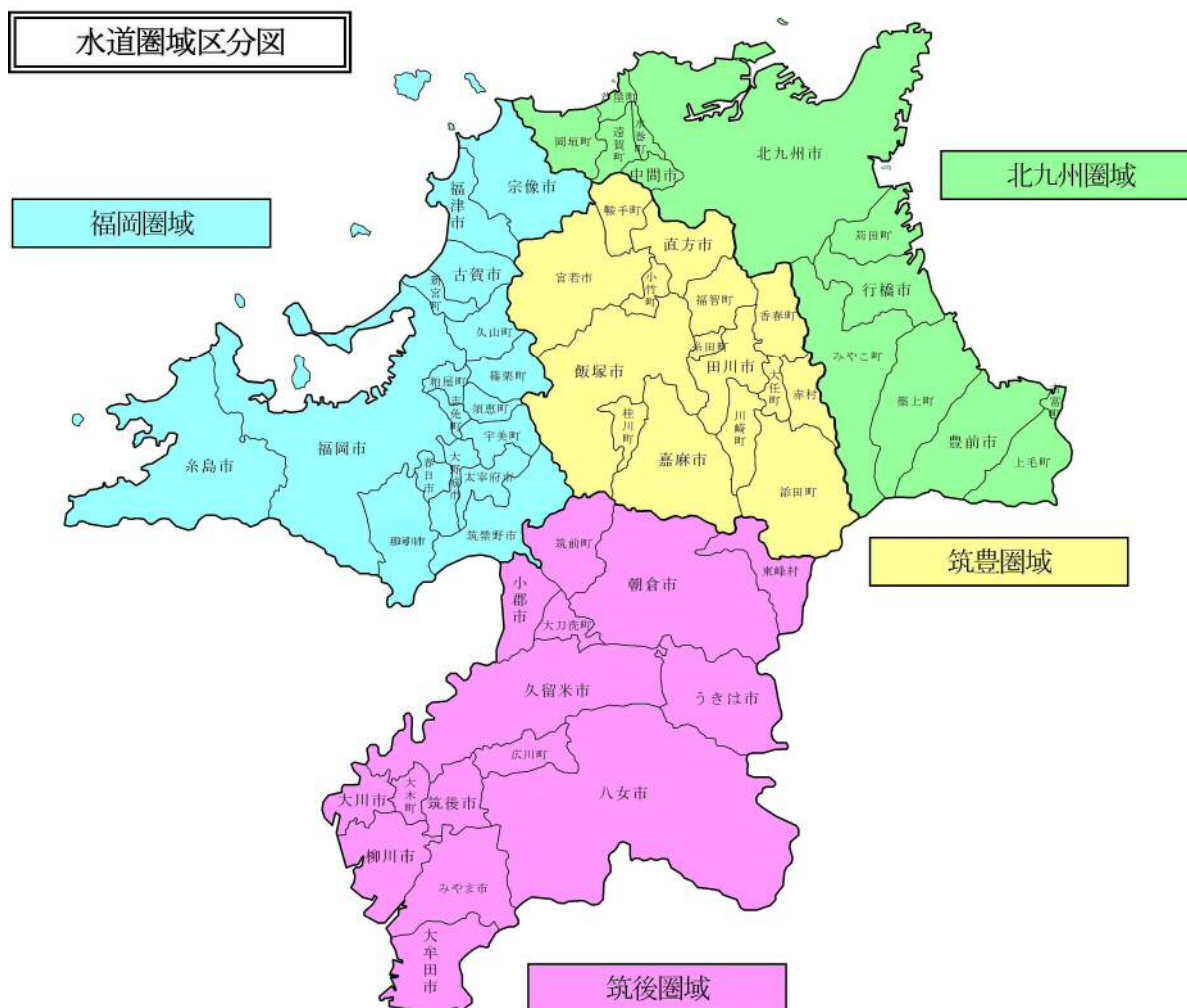 水道圏域区分図
芦屋町
岡垣町
遠賀町
水巻町
中間市
北九州市
北九州圏域
福岡圏域
宗像市
福津市
古賀市
新宮町
久山町
篠栗町
粕屋町
志免町
須恵町
宇美町
福岡市
糸島市
春日市
大野城市
太宰府市
筑紫野市
鞍手町
直方市
宮若市
小竹町
福智町
香春町
糸田町
飯塚市
田川市
大任町
赤村
桂川町
川崎町
嘉麻市
添田町
苅田町
行橋市
みやこ町
築上町
豊前市
上毛町
筑豊圏域
筑前町
朝倉市
東峰村
小郡市
大刀洗町
久留米市
うきは市
広川町
八女市
大川市
大木町
筑後市
柳川市
みやま市
大牟田市
筑後圏域